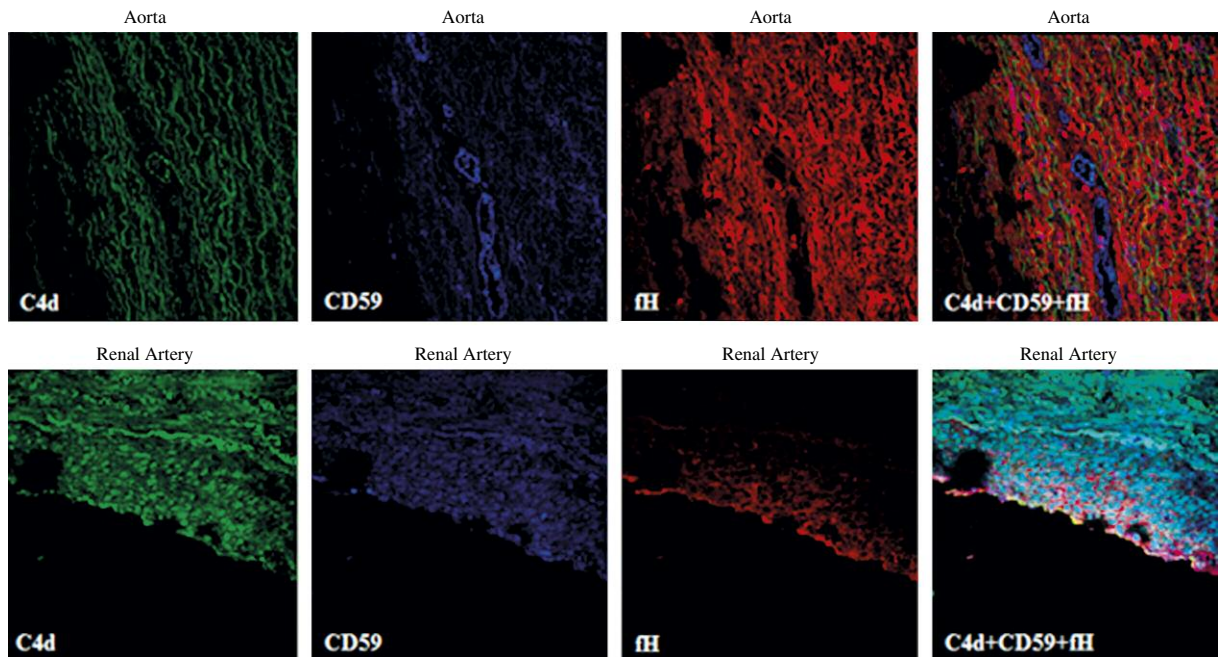 Aorta
Aorta
Aorta
Aorta
C4d
CD59
fH
C4d+CD59+fH
Renal Artery
Renal Artery
Renal Artery
Renal Artery
C4d
CD59
fH
C4d+CD59+fH